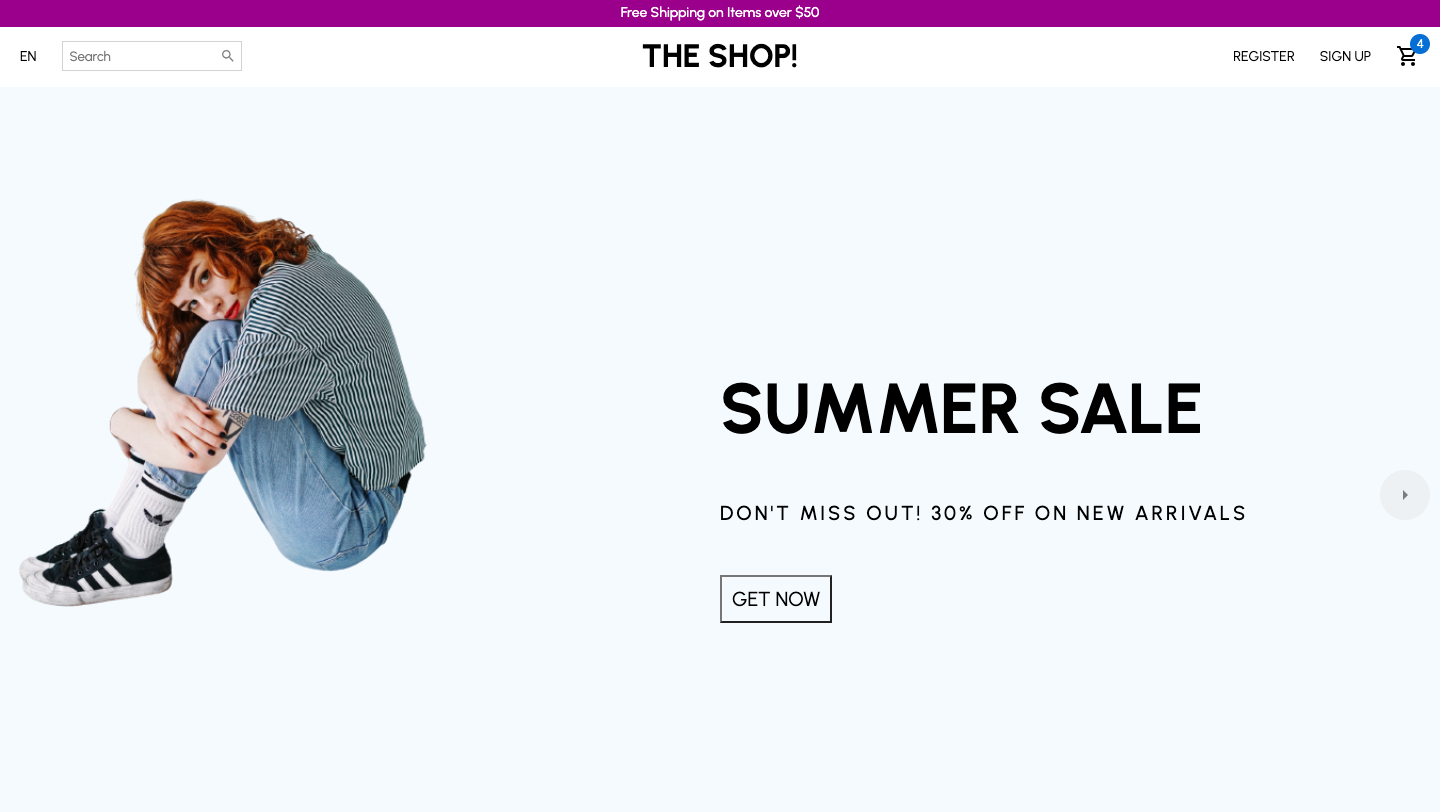 Free Shipping on Items over $50
EN
Search
THE SHOP!
REGISTER
SIGN UP
4
SUMMER SALE
DON'T MISS OUT! 30% OFF ON NEW ARRIVALS
GET NOW